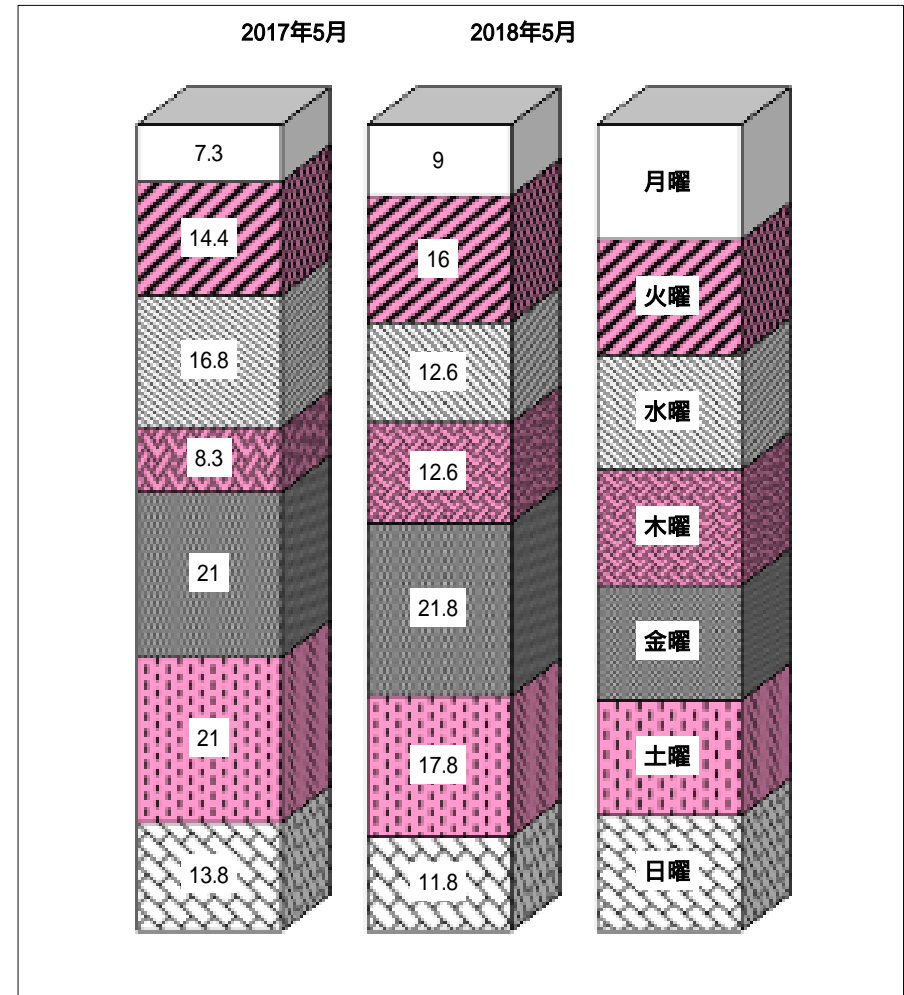 2017年5月 2018年5月
7.3 9 月曜
14.4 16 火曜
16.8 12.6 水曜
8.3 12.6 木曜
21 21.8 金曜
21 17.8 土曜
13.8 11.8 日曜